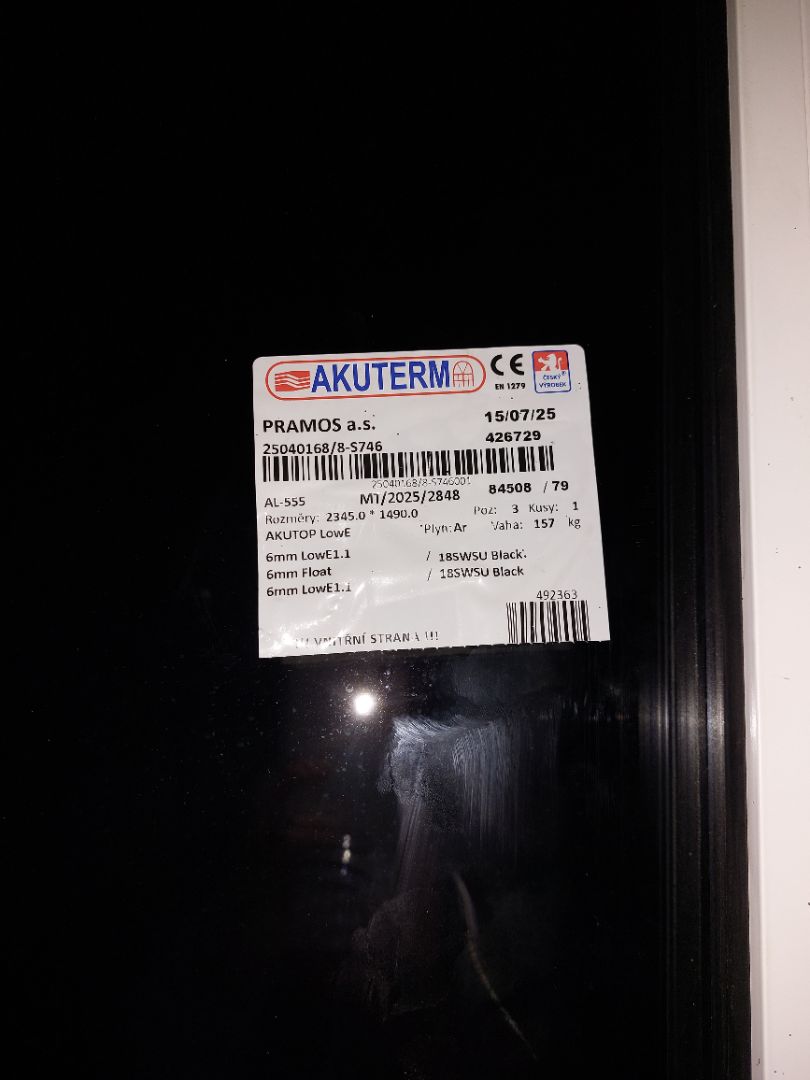 AKUTERM
CE
EN 1279
ČESKÝ
VÝROBEK
PRAMOS a.s.
15/07/25
25040168/8-S746
426729
25040168/8-S746001
AL-555 MT/2025/2848 84508 / 79
Rozměry: 2345.0 * 1490.0 Poz: 3 Kusy: 1
AKUTOP LowE Plyn: Ar Váha: 157 kg
6mm LowE1.1 / 18SWSU Black
6mm Float / 18SWSU Black
6mm LowE1.1
492363
!!! VNITŘNÍ STRANA !!!